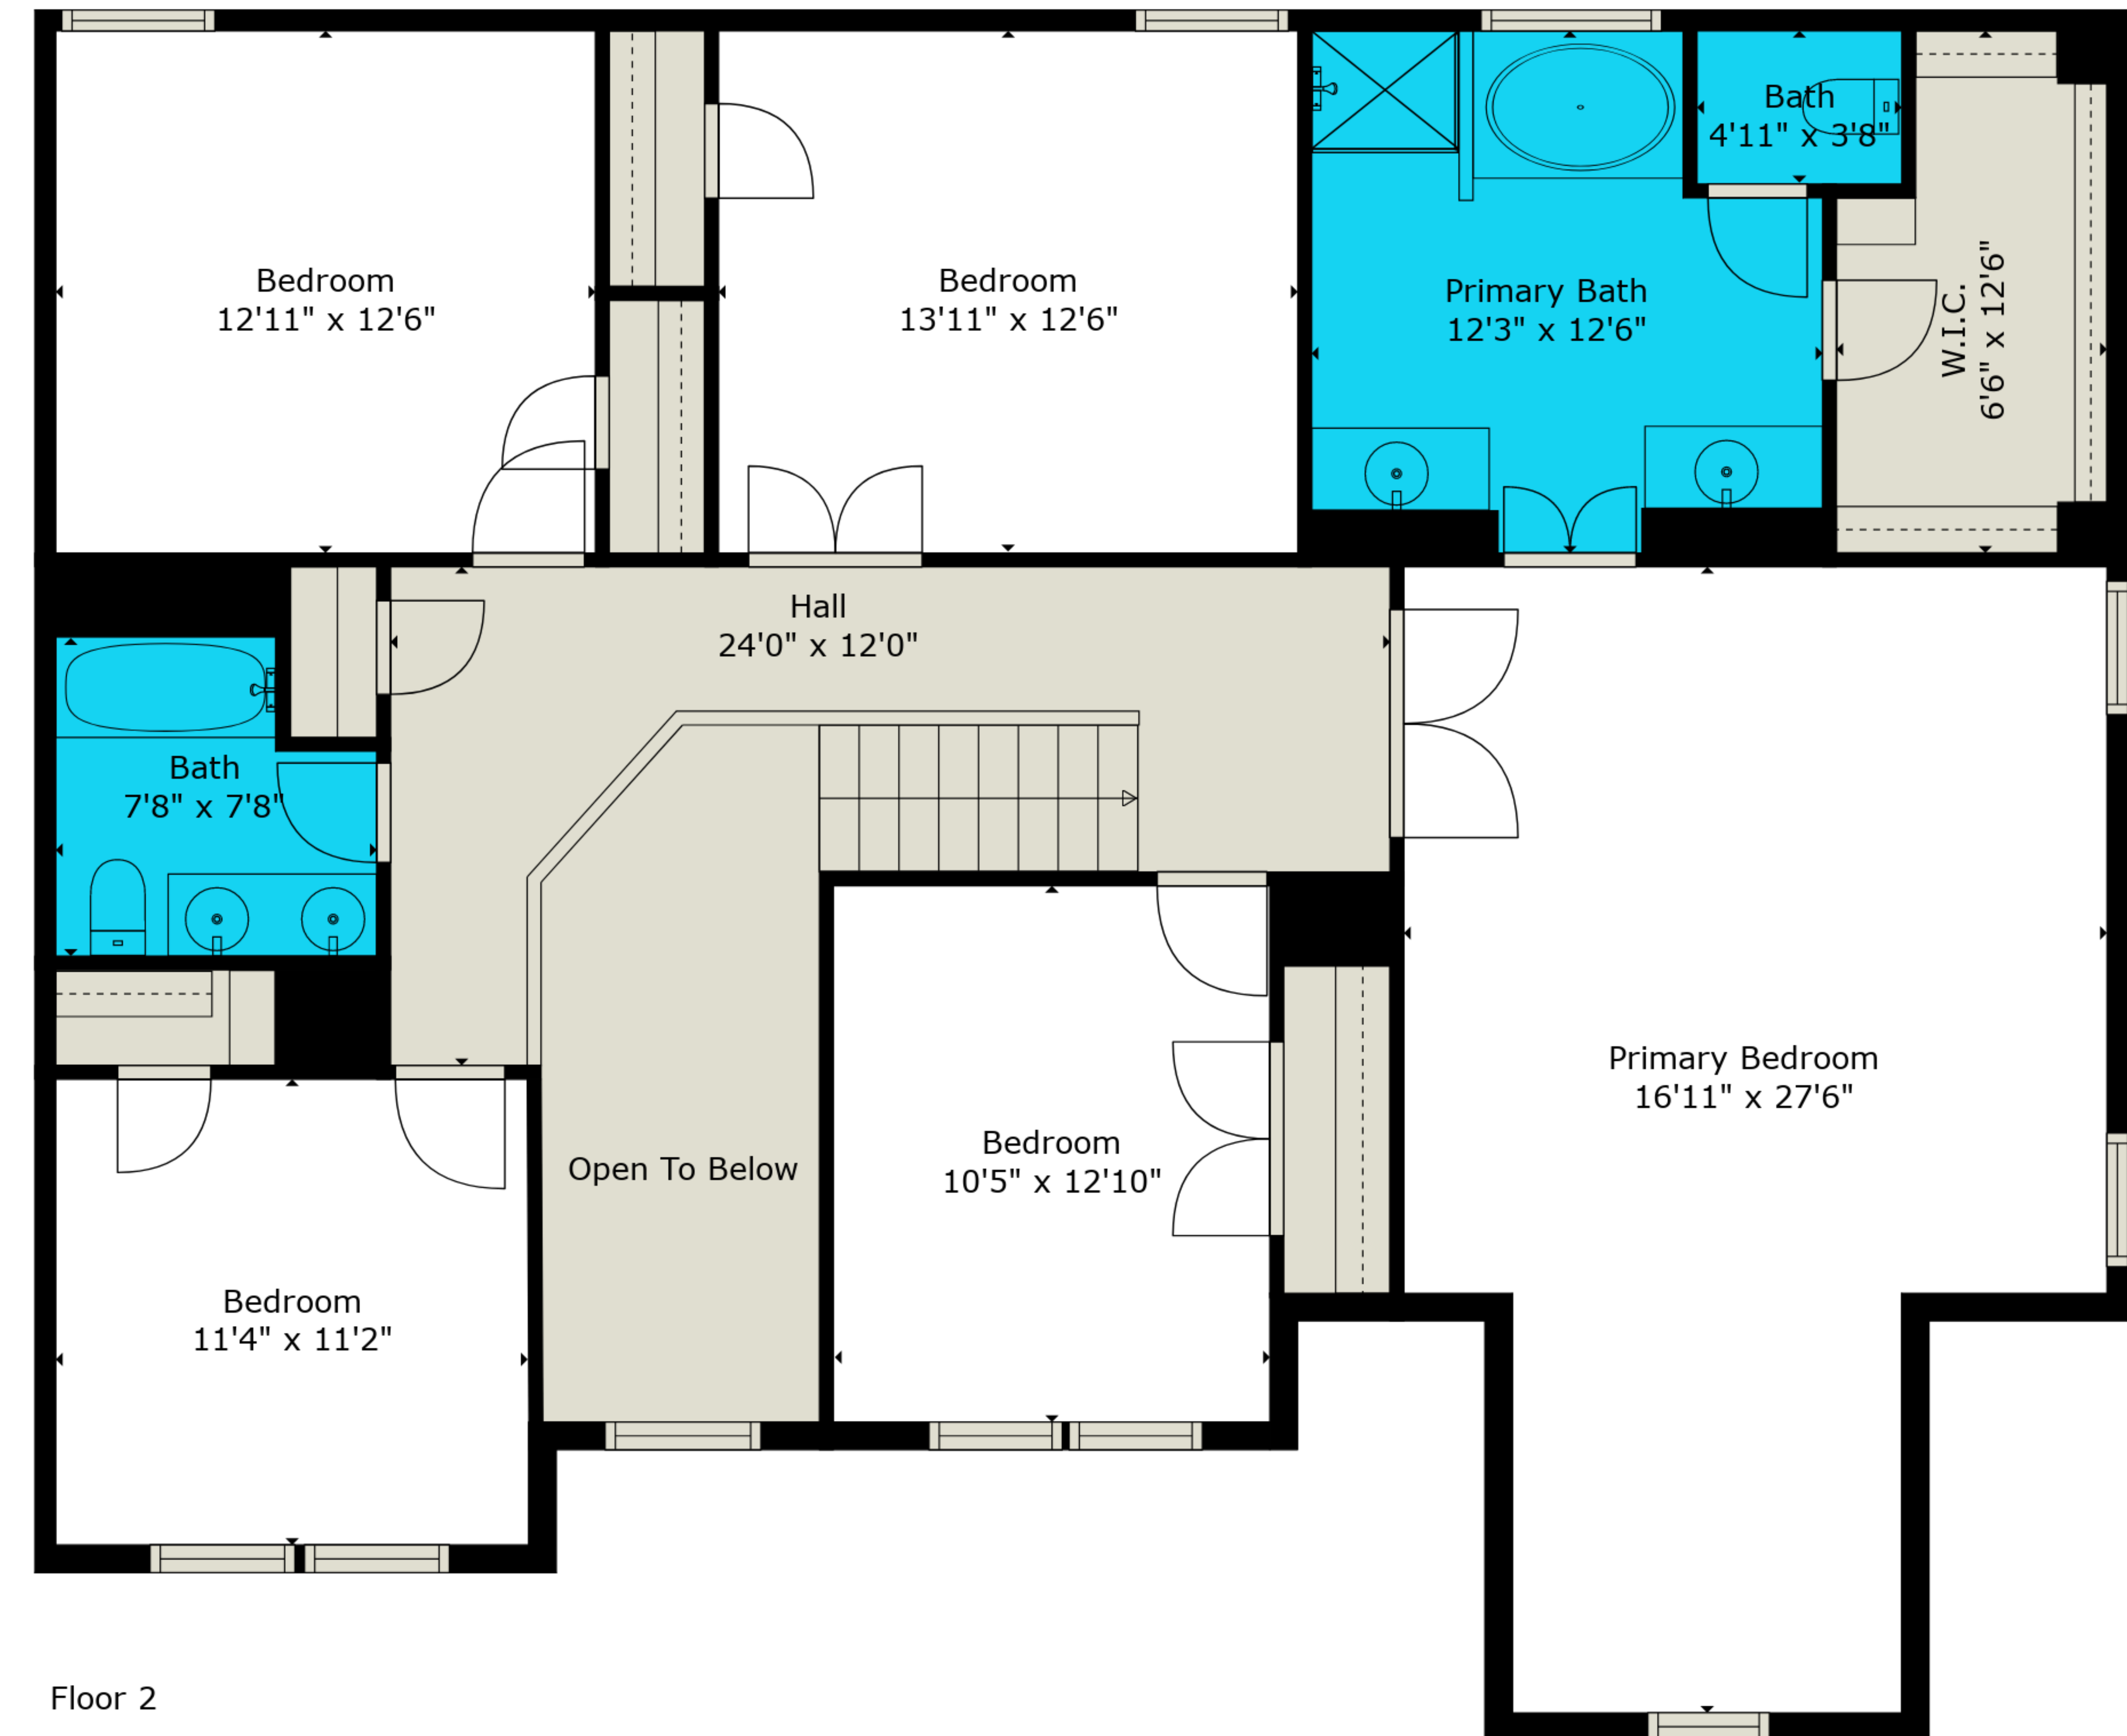 Bedroom
12'11" x 12'6"
Bedroom
13'11" x 12'6"
Primary Bath
12'3" x 12'6"
Bath
4'11" x 3'8"
W.I.C.
6'6" x 12'6"
Hall
24'0" x 12'0"
Bath
7'8" x 7'8"
Primary Bedroom
16'11" x 27'6"
Bedroom
10'5" x 12'10"
Open To Below
Bedroom
11'4" x 11'2"
Floor 2